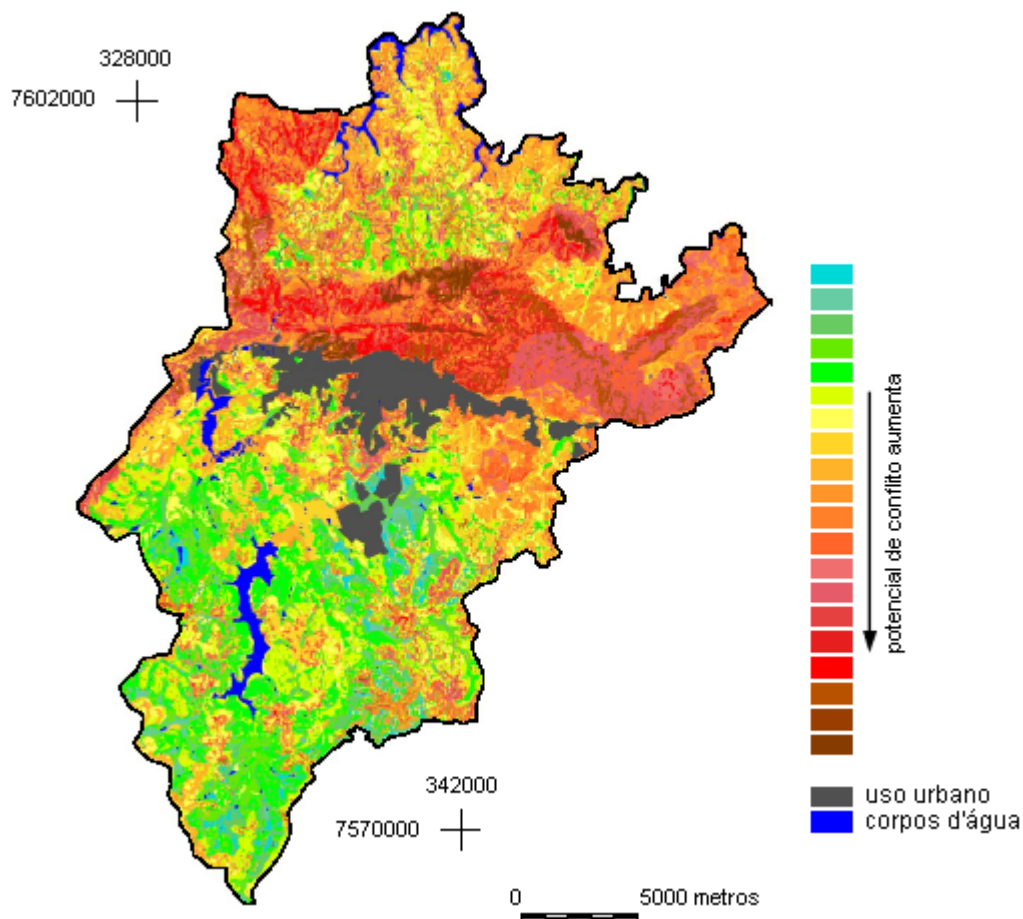 328000
7602000
potencial de conflito aumenta
342000
7570000
uso urbano
corpos d'água
0 5000 metros